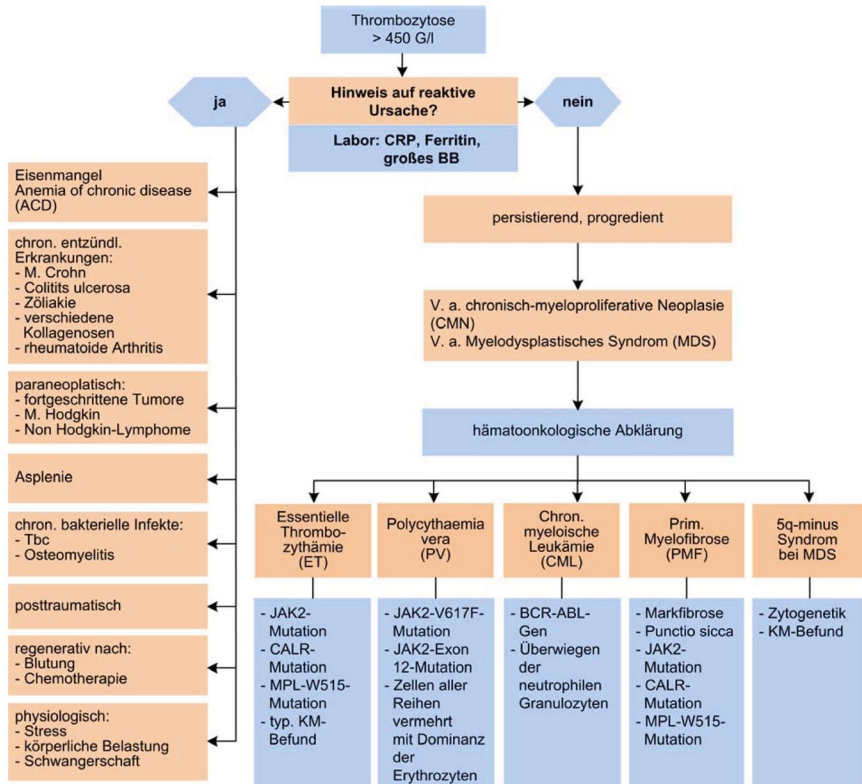 Thrombozytose
> 450 G/l
Hinweis auf reaktive
Ursache?
ja
nein
Labor: CRP, Ferritin,
großes BB
Eisenmangel
Anemia of chronic disease
(ACD)
chron. entzündl.
Erkrankungen:
- M. Crohn
- Colitits ulcerosa
- Zöliakie
- verschiedene
Kollagenosen
- rheumatoide Arthritis
paraneoplatisch:
- fortgeschrittene Tumore
- M. Hodgkin
- Non Hodgkin-Lymphome
Asplenie
chron. bakterielle Infekte:
- Tbc
- Osteomyelitis
posttraumatisch
regenerativ nach:
- Blutung
- Chemotherapie
physiologisch:
- Stress
- körperliche Belastung
- Schwangerschaft
persistierend, progredient
V. a. chronisch-myeloproliferative Neoplasie
(CMN)
V. a. Myelodysplastisches Syndrom (MDS)
hämatoonkologische Abklärung
Essentielle
Thrombo-
zythämie
(ET)
- JAK2-
Mutation
- CALR-
Mutation
- MPL-W515-
Mutation
- typ. KM-
Befund
Polycythaemia
vera (PV)
- JAK2-V617F-
Mutation
- JAK2-Exon
12-Mutation
- Zellen aller
Reihen
vermehrt
mit Dominanz
der
Erythrozyten
Chron.
myeloische
Leukämie
(CML)
- BCR-ABL-
Gen
- Überwiegen
der
neutrophilen
Granulozyten
Prim.
Myelofibrose
(PMF)
- Markfibrose
- Punctio sicca
- JAK2-
Mutation
- CALR-
Mutation
- MPL-W515-
Mutation
5q-minus
Syndrom
bei MDS
- Zytogenetik
- KM-Befund